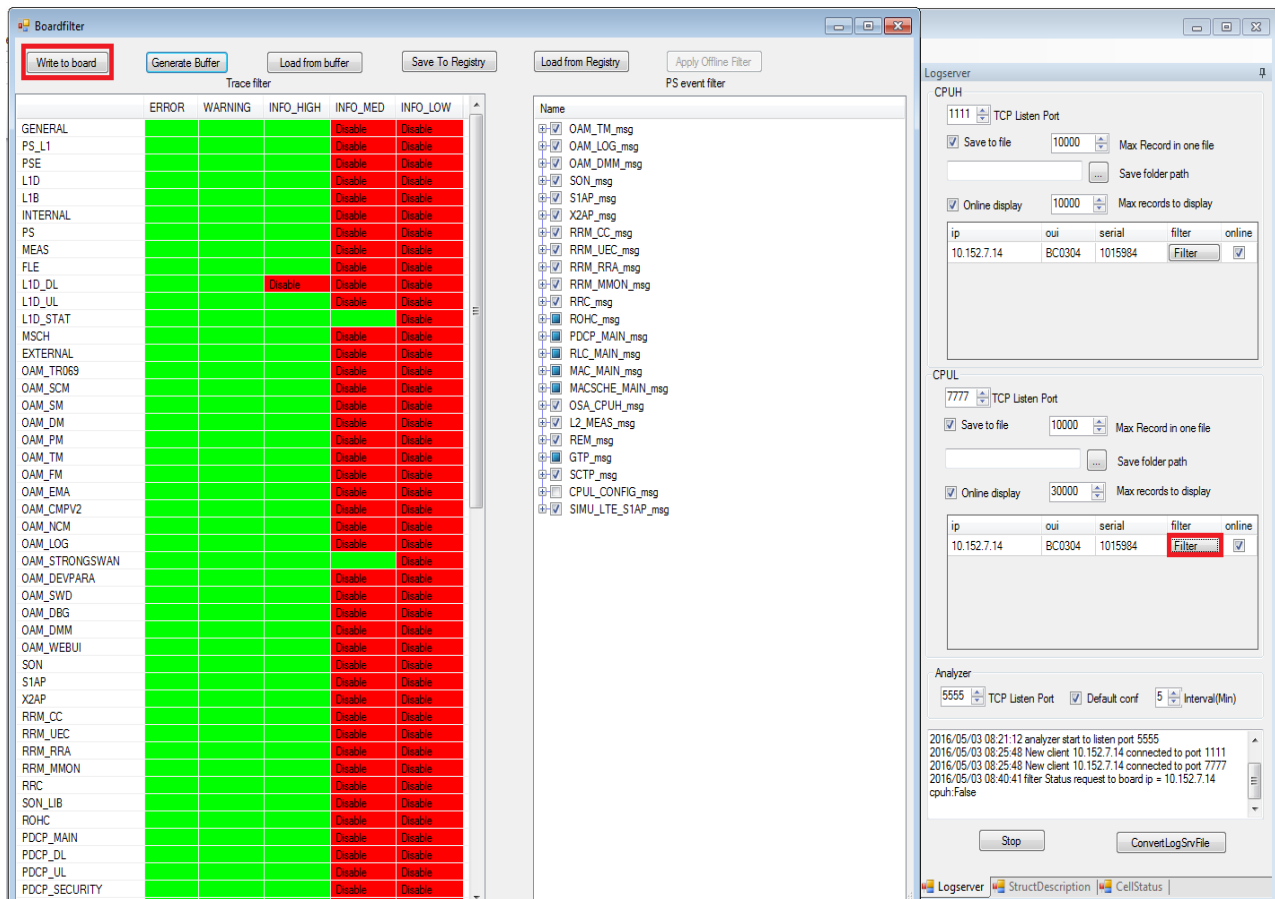 Boardfilter
Write to board Generate Buffer Load from buffer Save To Registry Load from Registry Apply Offline Filter
Trace filter PS event filter
ERROR WARNING INFO_HIGH INFO_MED INFO_LOW
GENERAL Disable Disable
PS_L1 Disable Disable
PSE Disable Disable
L1D Disable Disable
L1B Disable Disable
INTERNAL Disable Disable
PS Disable Disable
MEAS Disable Disable
FLE Disable Disable
L1D_DL Disable Disable Disable
L1D_UL Disable Disable
L1D_STAT Disable
MSCH Disable Disable
EXTERNAL Disable Disable
OAM_TR069 Disable Disable
OAM_SCM Disable Disable
OAM_SM Disable Disable
OAM_DM Disable Disable
OAM_PM Disable Disable
OAM_TM Disable Disable
OAM_FM Disable Disable
OAM_EMA Disable Disable
OAM_CMPV2 Disable Disable
OAM_NCM Disable Disable
OAM_LOG Disable Disable
OAM_STRONGSWAN Disable
OAM_DEVPARA Disable Disable
OAM_SWD Disable Disable
OAM_DBG Disable Disable
OAM_DMM Disable Disable
OAM_WEBUI Disable Disable
SON Disable Disable
S1AP Disable Disable
X2AP Disable Disable
RRM_CC Disable Disable
RRM_UEC Disable Disable
RRM_RRA Disable Disable
RRM_MMON Disable Disable
RRC Disable Disable
SON_LIB Disable Disable
ROHC Disable Disable
PDCP_MAIN Disable Disable
PDCP_DL Disable Disable
PDCP_UL Disable Disable
PDCP_SECURITY Disable Disable
Name
OAM_TM_msg
OAM_LOG_msg
OAM_DMM_msg
SON_msg
S1AP_msg
X2AP_msg
RRM_CC_msg
RRM_UEC_msg
RRM_RRA_msg
RRM_MMON_msg
RRC_msg
ROHC_msg
PDCP_MAIN_msg
RLC_MAIN_msg
MAC_MAIN_msg
MACSCHE_MAIN_msg
OSA_CPUH_msg
L2_MEAS_msg
REM_msg
GTP_msg
SCTP_msg
CPUL_CONFIG_msg
SIMU_LTE_S1AP_msg
Logserver
CPUH
1111 TCP Listen Port
Save to file 10000 Max Record in one file
... Save folder path
Online display 10000 Max records to display
ip oui serial filter online
10.152.7.14 BC0304 1015984 Filter
CPUL
7777 TCP Listen Port
Save to file 10000 Max Record in one file
... Save folder path
Online display 30000 Max records to display
ip oui serial filter online
10.152.7.14 BC0304 1015984 Filter
Analyzer
5555 TCP Listen Port Default conf 5 Interval(Min)
2016/05/03 08:21:12 analyzer start to listen port 5555
2016/05/03 08:25:48 New client 10.152.7.14 connected to port 1111
2016/05/03 08:25:48 New client 10.152.7.14 connected to port 7777
2016/05/03 08:40:41 filter Status request to board ip = 10.152.7.14
cpuh:False
Stop ConvertLogSrvFile
Logserver StructDescription CellStatus